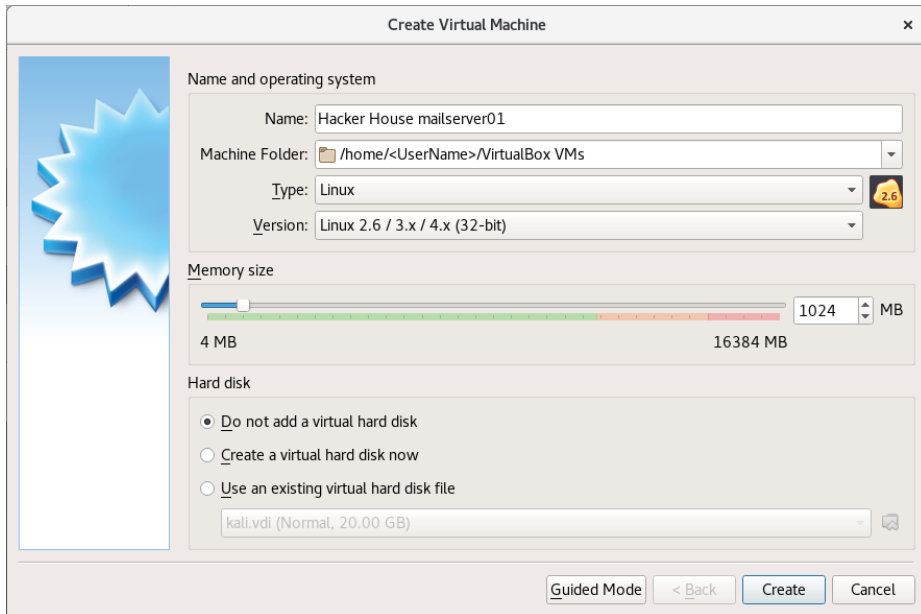 Create Virtual Machine
Name and operating system
Name: Hacker House mailserver01
Machine Folder: /home/<UserName>/VirtualBox VMs
Type: Linux
2.6
Version: Linux 2.6 / 3.x / 4.x (32-bit)
Memory size
1024 MB
4 MB 16384 MB
Hard disk
Do not add a virtual hard disk
Create a virtual hard disk now
Use an existing virtual hard disk file
kali.vdi (Normal, 20.00 GB)
Guided Mode < Back Create Cancel